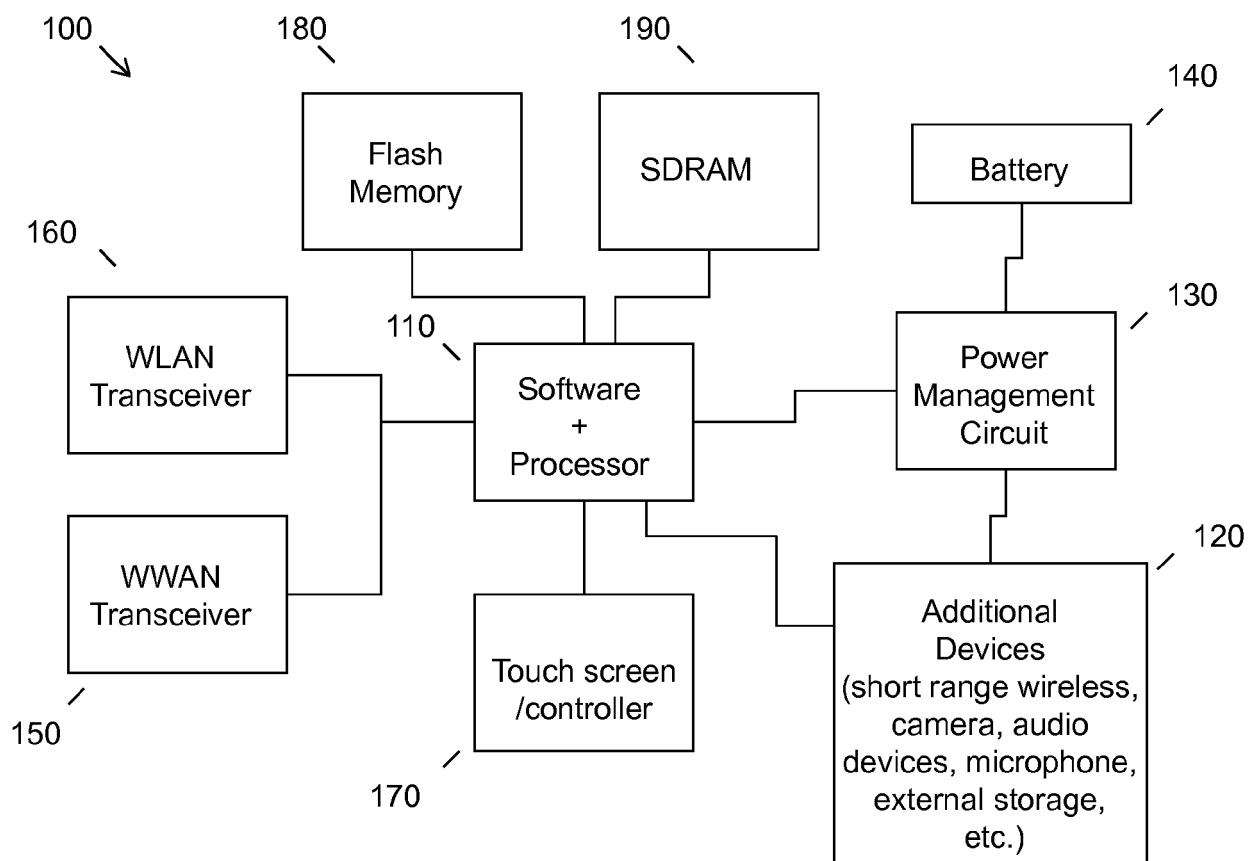 100
180
190
140
Flash
Memory
SDRAM
Battery
160
110
130
WLAN
Transceiver
Software
+
Processor
Power
Management
Circuit
WWAN
Transceiver
150
Touch screen
/controller
170
120
Additional
Devices
(short range wireless,
camera, audio
devices, microphone,
external storage,
etc.)